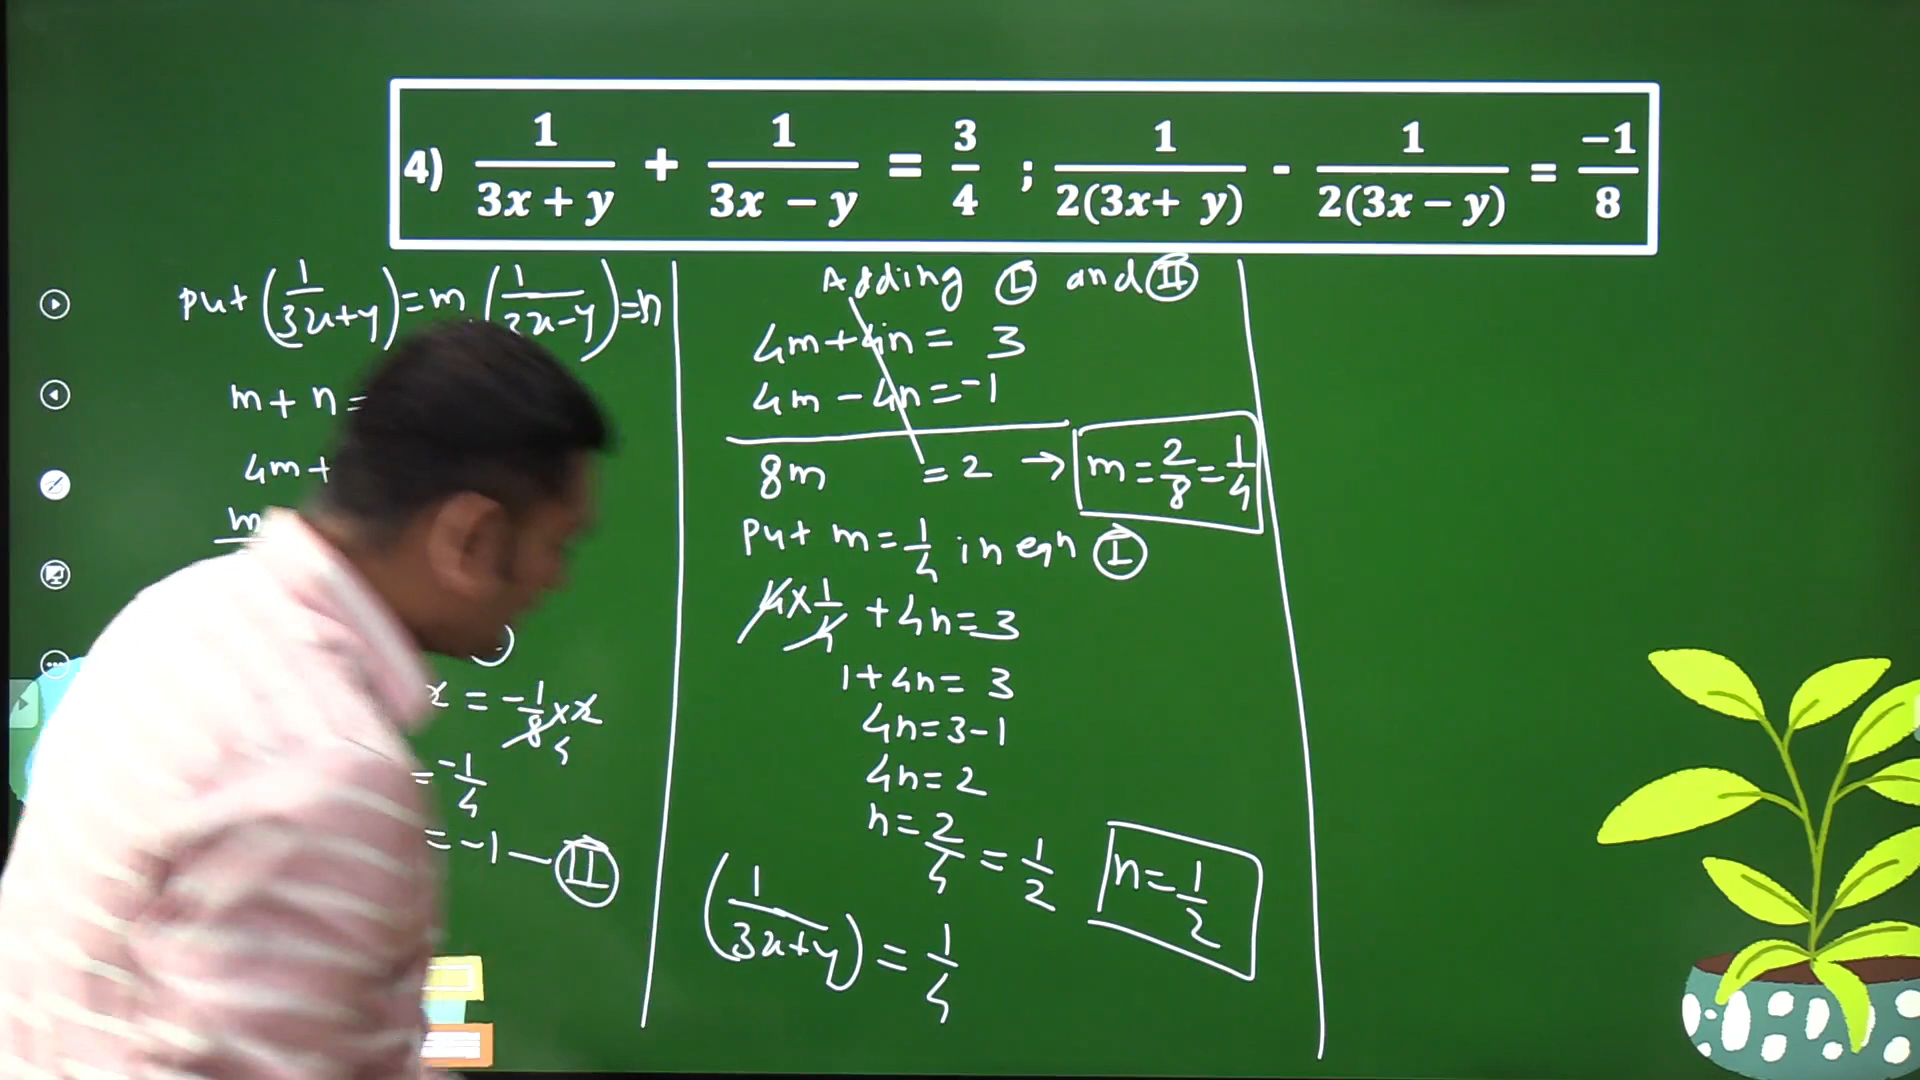 4) 1/(3x + y) + 1/(3x − y) = 3/4 ; 1/(2(3x+ y)) - 1/(2(3x − y)) = −1/8
put (1/(3x+y)) = m (1/(3x−y)) = n
m + n =
4m +
m
x = −1/8 × x
4
= −1/4
= −1 — II
Adding I and II
4m + 4n = 3
4m − 4n = −1
8m = 2 → m = 2/8 = 1/4
put m = 1/4 in eqn I
4 × 1/4 + 4n = 3
1 + 4n = 3
4n = 3 − 1
4n = 2
n = 2/4 = 1/2
n = 1/2
(1/(3x+y)) = 1/4